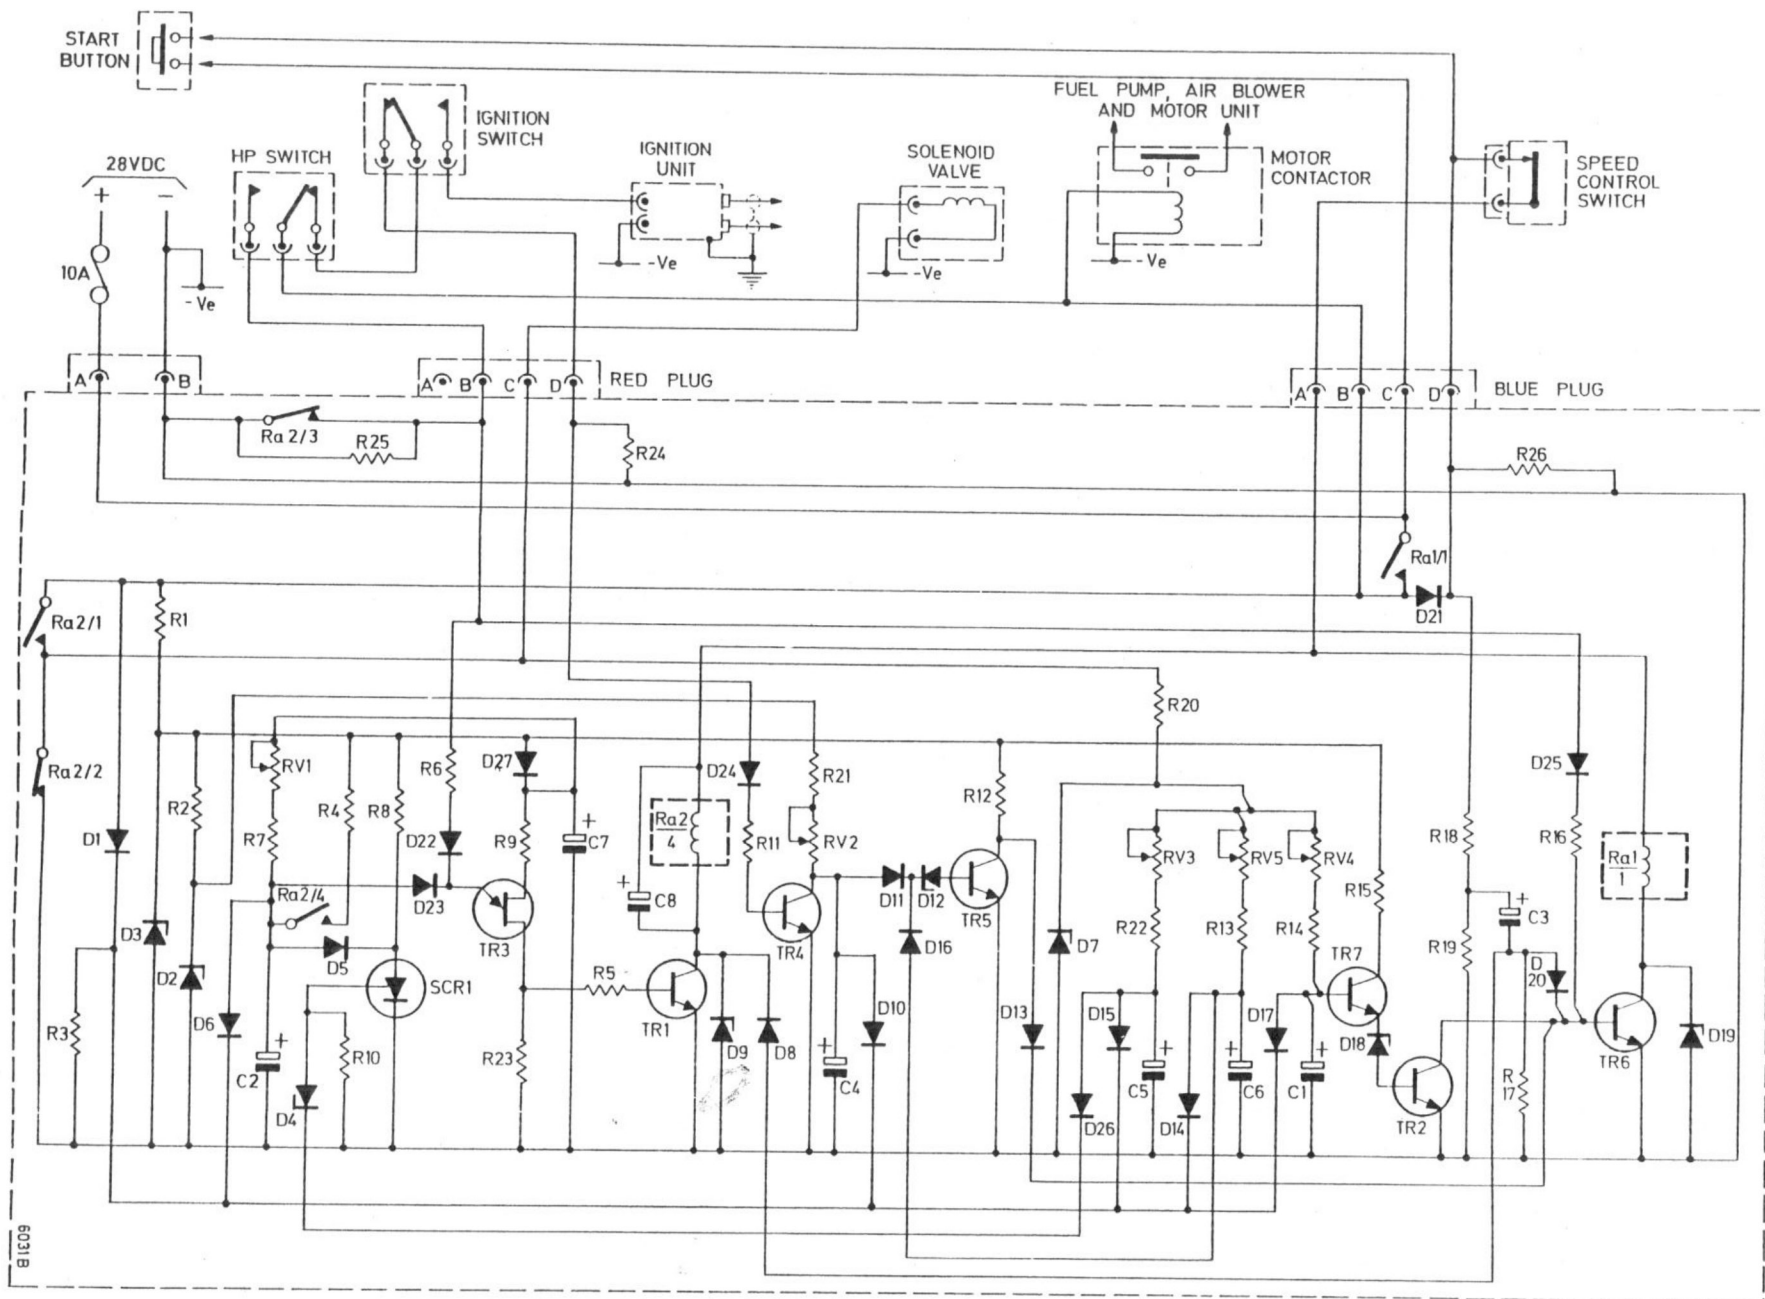 START
BUTTON
IGNITION
SWITCH
FUEL PUMP, AIR BLOWER
AND MOTOR UNIT
28VDC
+
−
HP SWITCH
IGNITION
UNIT
SOLENOID
VALVE
MOTOR
CONTACTOR
SPEED
CONTROL
SWITCH
10A
-Ve
-Ve
-Ve
-Ve
A
B
A
B
C
D
RED PLUG
A
B
C
D
BLUE PLUG
Ra 2/3
R25
R24
R26
Ra1/1
D21
Ra2/1
R1
R20
Ra2/2
RV1
R6
D27
D24
R21
D25
R2
R4
R8
R12
D1
R7
D22
R9
C7
+
Ra2
4
R11
RV2
RV3
RV5
RV4
R18
R16
Ra1
1
R15
Ra2/4
D23
+
C8
D11
D12
TR5
C3
+
D3
TR3
TR4
D16
D7
R22
R13
R14
R19
D2
D5
SCR1
R5
TR7
D
20
R3
D6
+
C2
R10
TR1
D10
D13
D15
D17
D18
TR6
D19
D4
R23
D9
D8
+
C4
+
C5
+
C6
+
C1
R
17
D26
D14
TR2
6031B